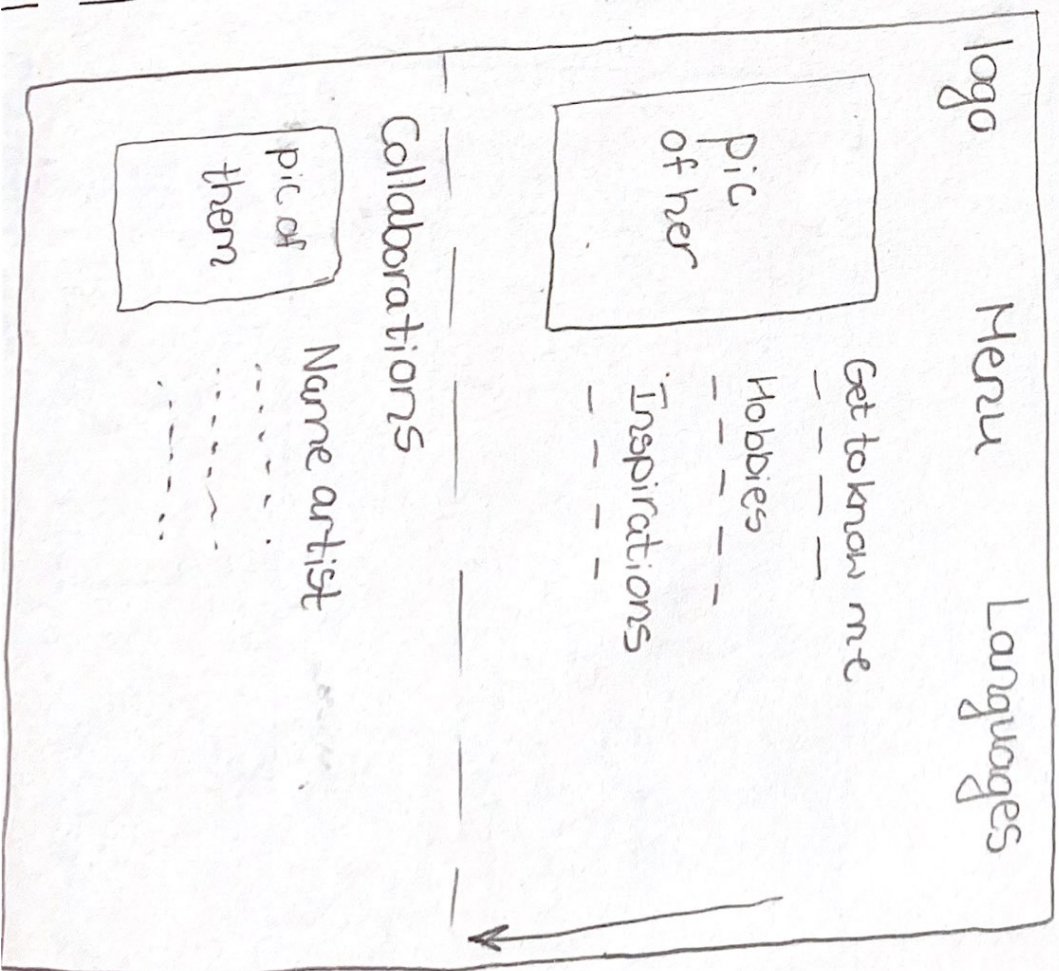 logo Menu Languages
pic
of her
Get to know me
Hobbies
Inspirations
Collaborations
pic of
them
Name artist